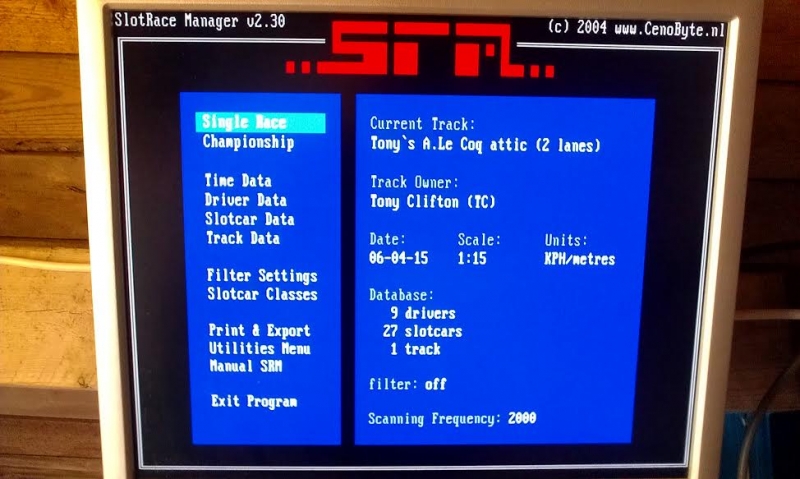 SlotRace Manager v2.30
(c) 2004 www.CenoByte.nl
..SRM..
Single Race
Championship
Time Data
Driver Data
Slotcar Data
Track Data
Filter Settings
Slotcar Classes
Print & Export
Utilities Menu
Manual SRM
Exit Program
Current Track:
Tony`s A.Le Coq attic (2 lanes)
Track Owner:
Tony Clifton (TC)
Date: Scale: Units:
06-04-15 1:15 KPH/metres
Database:
9 drivers
27 slotcars
1 track
filter: off
Scanning Frequency: 2000